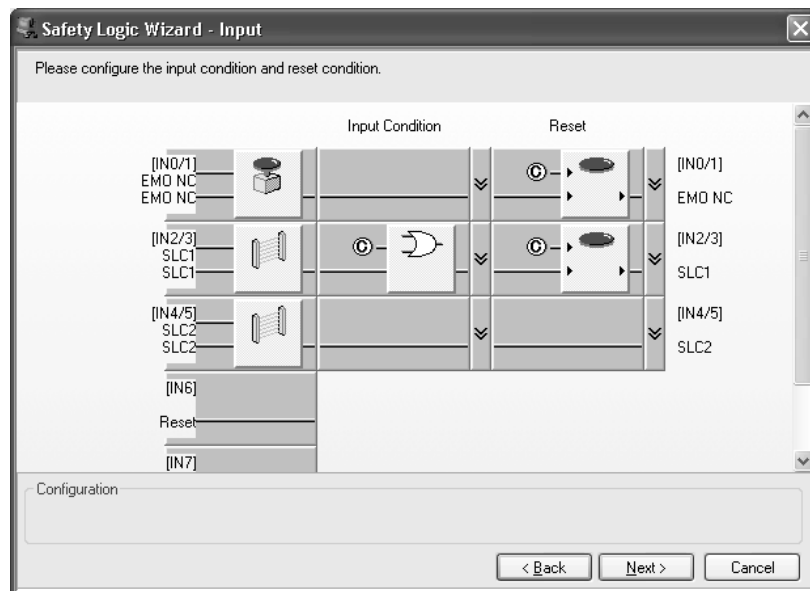 Safety Logic Wizard - Input
Please configure the input condition and reset condition.
Input Condition Reset
[IN0/1] [IN0/1]
EMO NC
EMO NC EMO NC
[IN2/3] [IN2/3]
SLC1
SLC1 SLC1
[IN4/5] [IN4/5]
SLC2
SLC2 SLC2
[IN6]
Reset
[IN7]
Configuration
< Back Next > Cancel